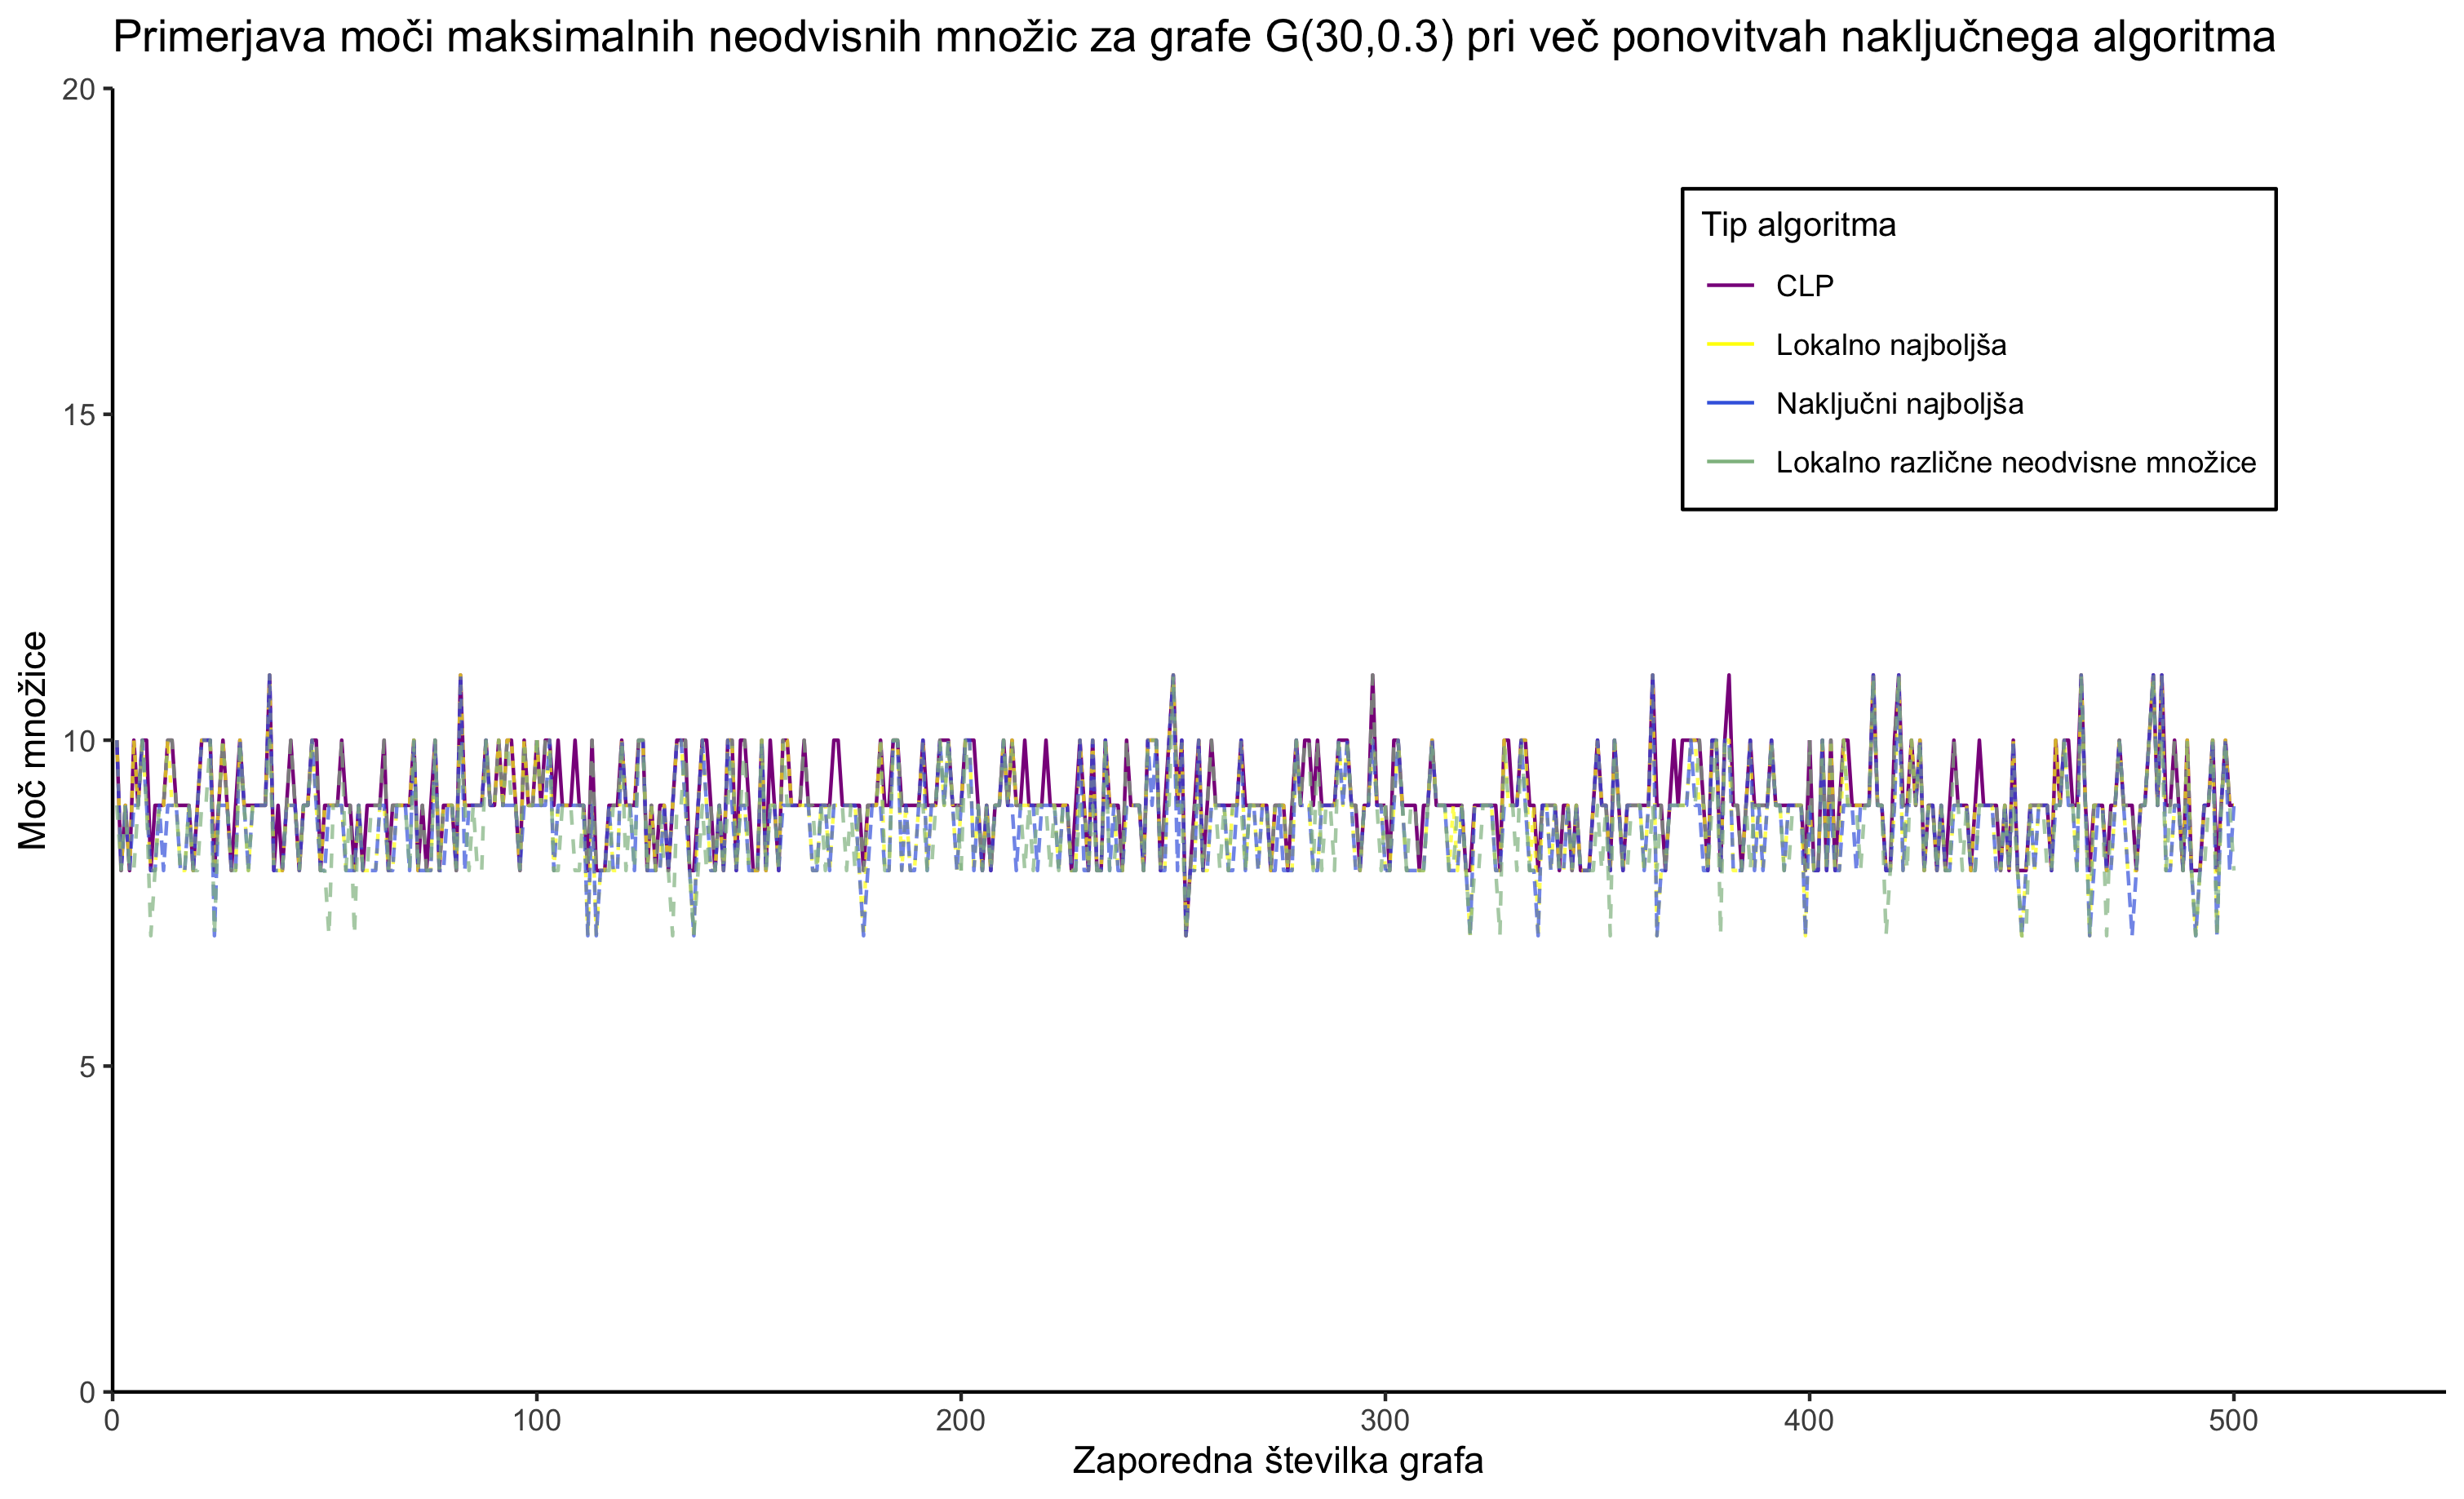 Primerjava moči maksimalnih neodvisnih množic za grafe G(30,0.3) pri več ponovitvah naključnega algoritma
20
15
10
5
0
Moč množice
Tip algoritma
CLP
Lokalno najboljša
Naključni najboljša
Lokalno različne neodvisne množice
0
100
200
300
400
500
Zaporedna številka grafa